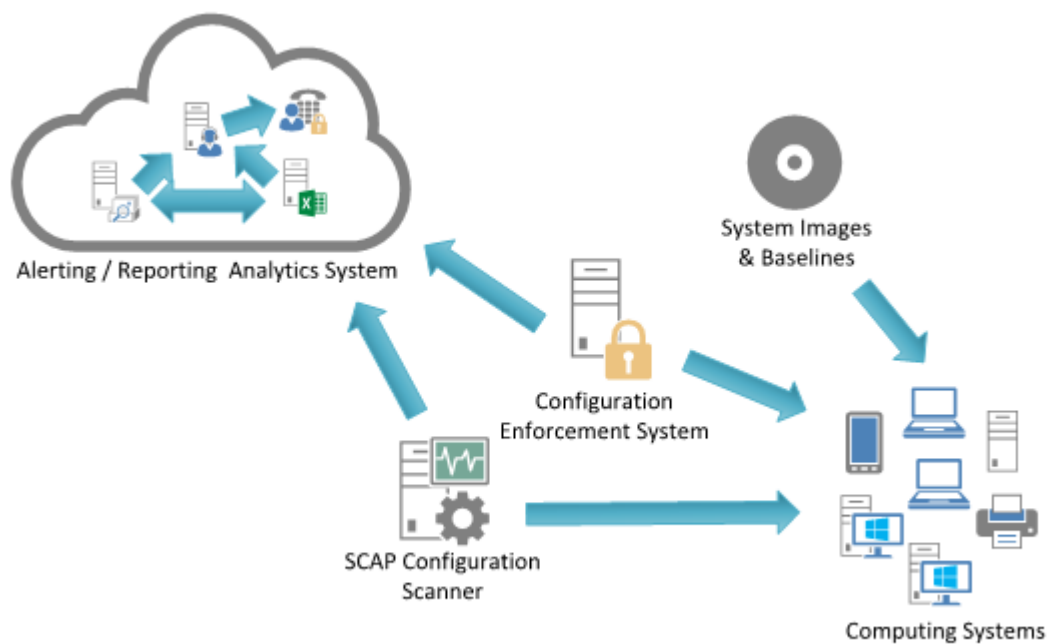 System Images
& Baselines
Alerting / Reporting  Analytics System
Configuration
Enforcement System
SCAP Configuration
Scanner
Computing Systems
X